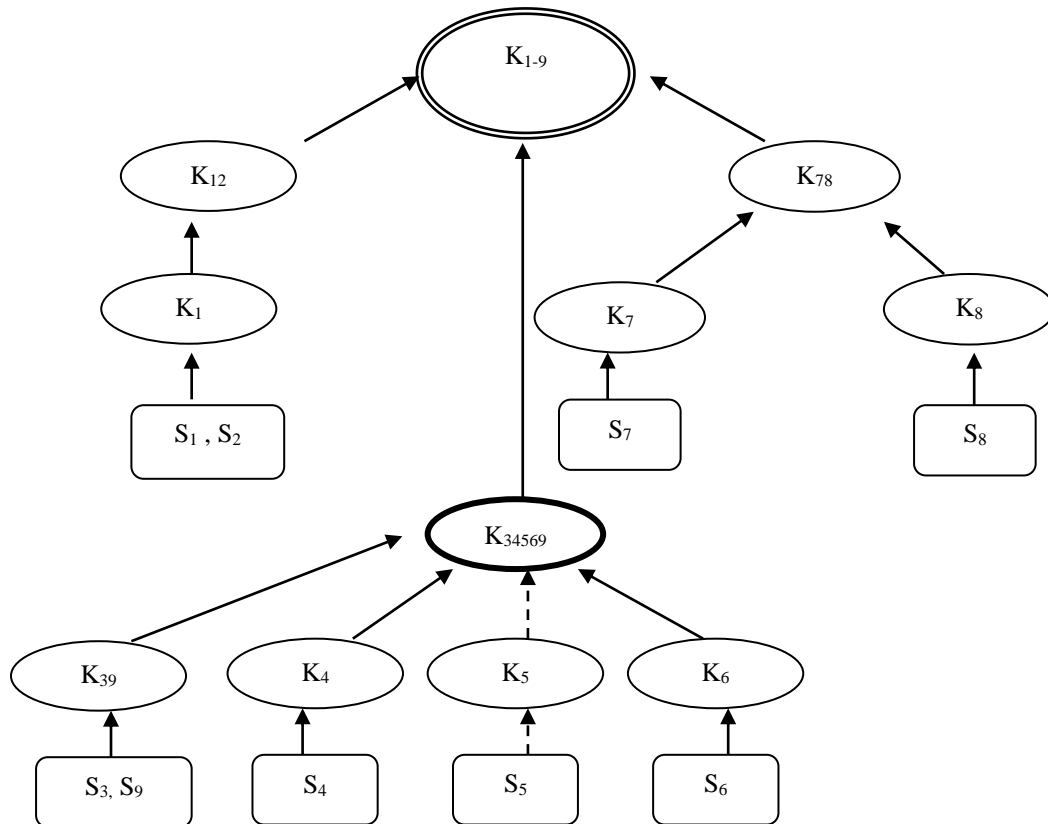 K₁₋₉
K₁₂
K₇₈
K₁
K₇
K₈
S₁ , S₂
S₇
S₈
K₃₄₅₆₉
K₃₉
K₄
K₅
K₆
S₃, S₉
S₄
S₅
S₆